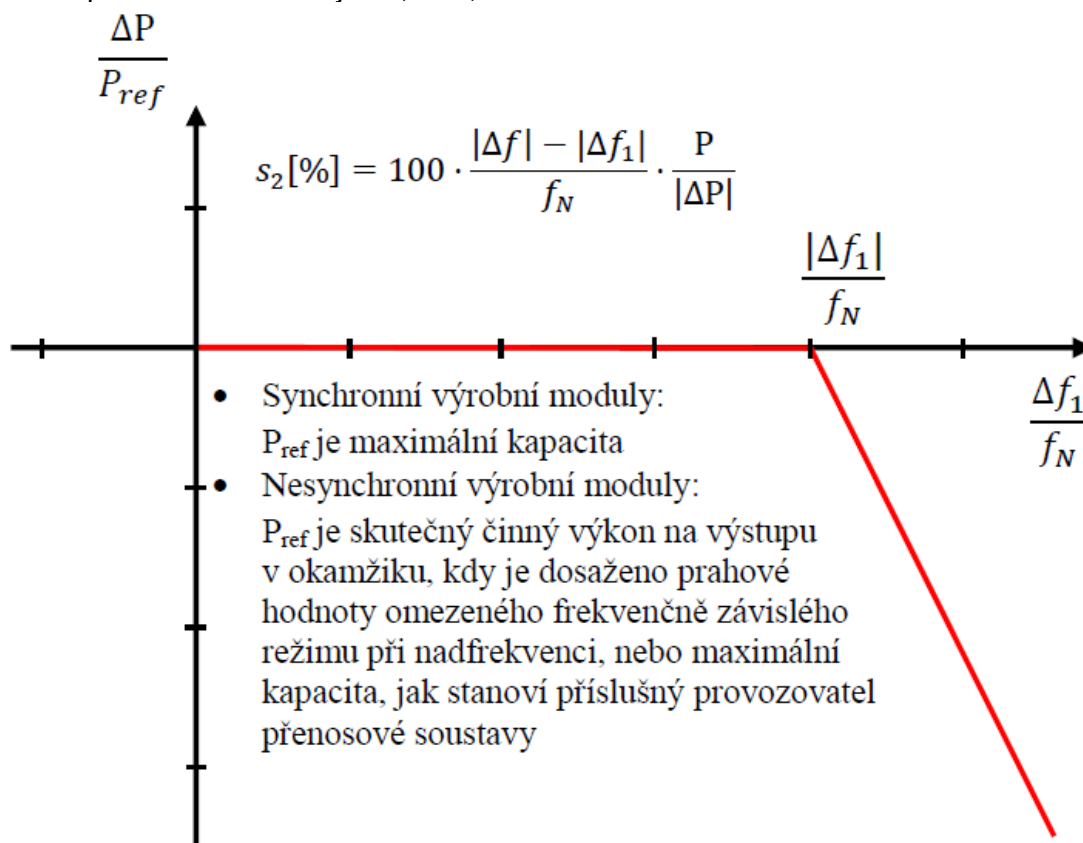 ΔP
P_ref
s₂[%] = 100 · (|Δf| − |Δf₁|) / f_N · P / |ΔP|
|Δf₁|
f_N
Δf₁
f_N
• Synchronní výrobní moduly:
P_ref je maximální kapacita
• Nesynchronní výrobní moduly:
P_ref je skutečný činný výkon na výstupu
v okamžiku, kdy je dosaženo prahové
hodnoty omezeného frekvenčně závislého
režimu při nadfrekvenci, nebo maximální
kapacita, jak stanoví příslušný provozovatel
přenosové soustavy